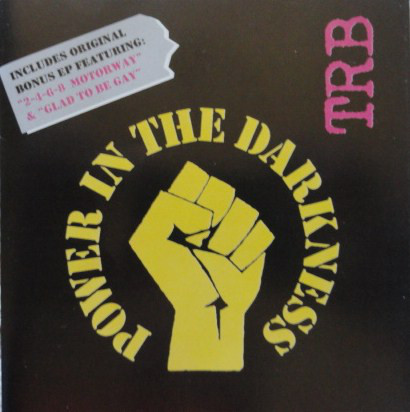 INCLUDES ORIGINAL
BONUS EP FEATURING:
"2-4-6-8 MOTORWAY"
& "GLAD TO BE GAY"
TRB
POWER IN THE DARKNESS